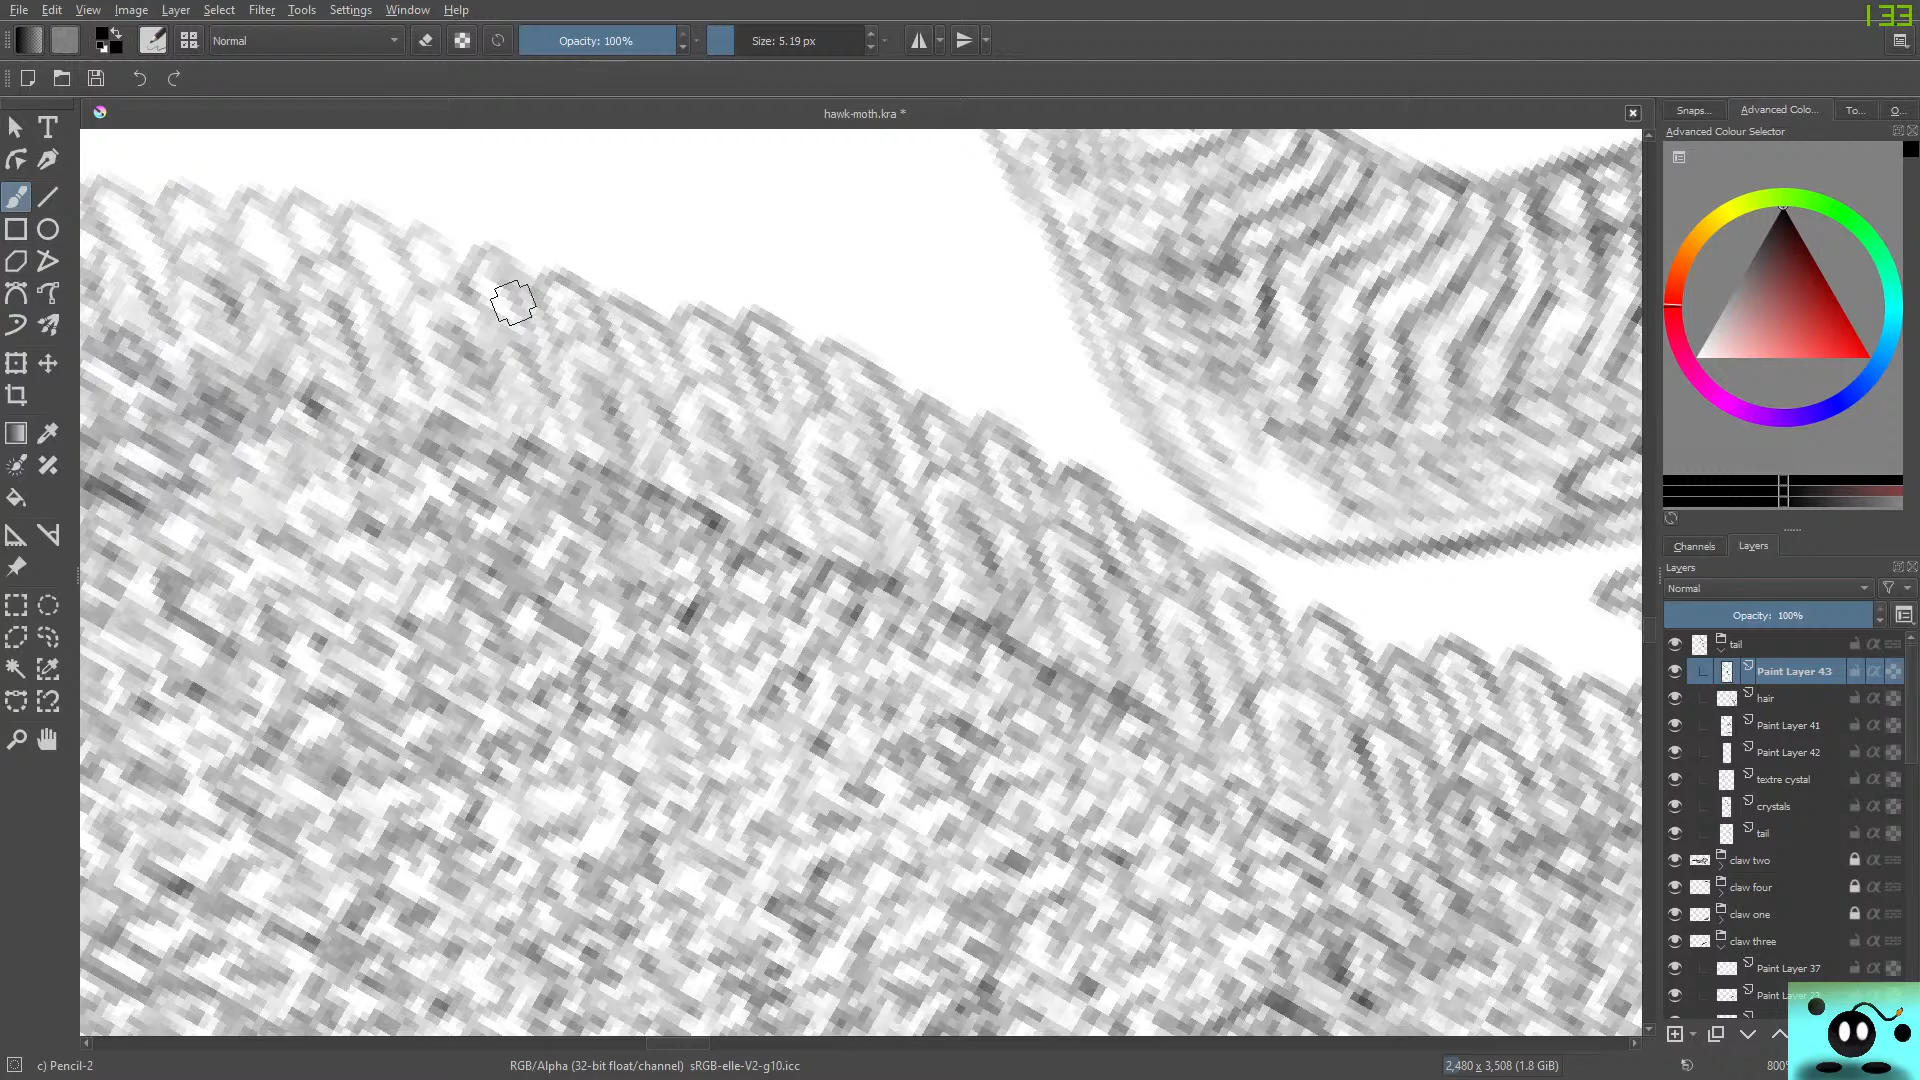 File Edit View Image Layer Select Filter Tools Settings Window Help
133
Normal
Opacity: 100%
Size: 5.19 px
hawk-moth.kra *
Snaps...
Advanced Colo...
To...
O...
Advanced Colour Selector
Channels
Layers
Layers
Normal
Opacity: 100%
tail
Paint Layer 43
hair
Paint Layer 41
Paint Layer 42
textre cystal
crystals
tail
claw two
claw four
claw one
claw three
Paint Layer 37
Paint Layer
c) Pencil-2
RGB/Alpha (32-bit float/channel) sRGB-elle-V2-g10.icc
2,480 x 3,508 (1.8 GiB)
800%